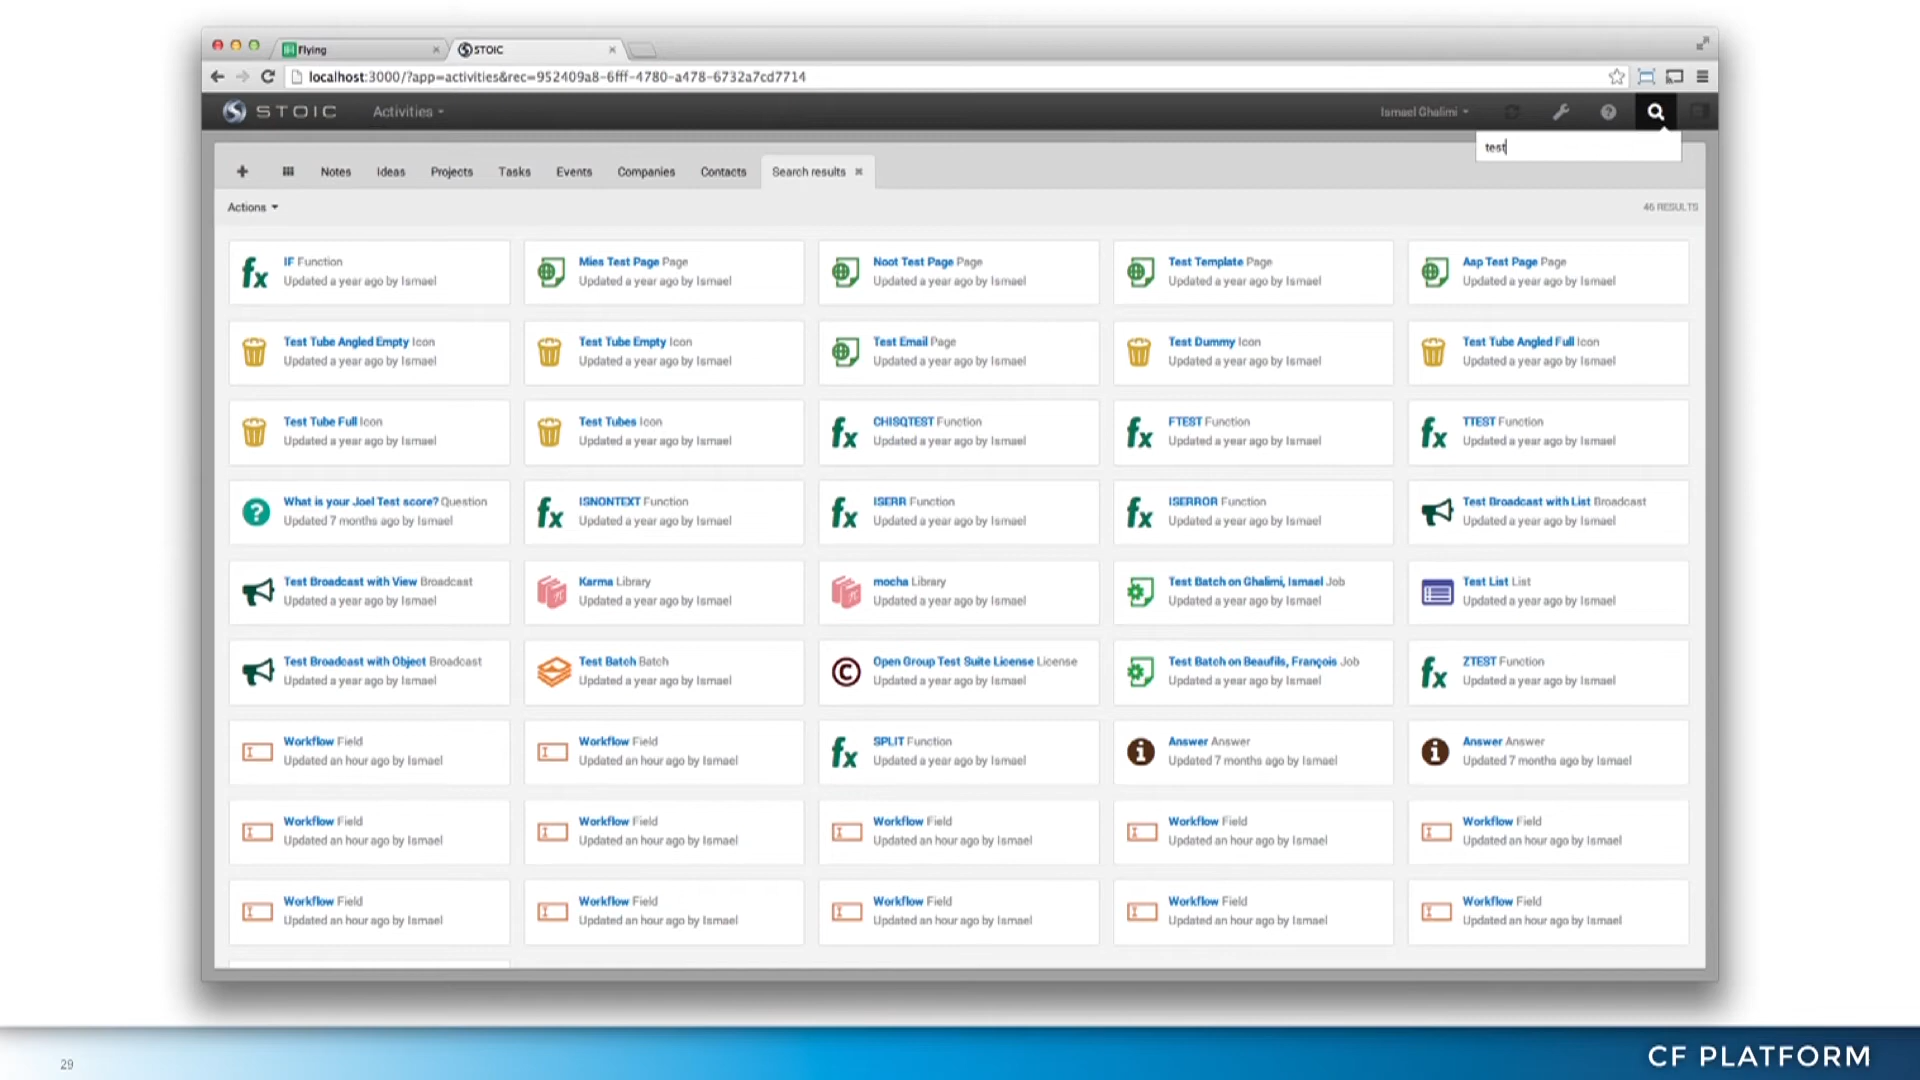 Flying
STOIC
localhost:3000/?app=activities&rec=952409a8-6fff-4780-a478-6732a7cd7714
STOIC Activities Ismael Ghalimi
test
Notes Ideas Projects Tasks Events Companies Contacts Search results
Actions 46 RESULTS
IF Function Mies Test Page Page Noot Test Page Page Test Template Page Aap Test Page Page
Updated a year ago by Ismael Updated a year ago by Ismael Updated a year ago by Ismael Updated a year ago by Ismael Updated a year ago by Ismael
Test Tube Angled Empty Icon Test Tube Empty Icon Test Email Page Test Dummy Icon Test Tube Angled Full Icon
Updated a year ago by Ismael Updated a year ago by Ismael Updated a year ago by Ismael Updated a year ago by Ismael Updated a year ago by Ismael
Test Tube Full Icon Test Tubes Icon CHISQTEST Function FTEST Function TTEST Function
Updated a year ago by Ismael Updated a year ago by Ismael Updated a year ago by Ismael Updated a year ago by Ismael Updated a year ago by Ismael
What is your Joel Test score? Question ISNONTEXT Function ISERR Function ISERROR Function Test Broadcast with List Broadcast
Updated 7 months ago by Ismael Updated a year ago by Ismael Updated a year ago by Ismael Updated a year ago by Ismael Updated a year ago by Ismael
Test Broadcast with View Broadcast Karma Library mocha Library Test Batch on Ghalimi, Ismael Job Test List List
Updated a year ago by Ismael Updated a year ago by Ismael Updated a year ago by Ismael Updated a year ago by Ismael Updated a year ago by Ismael
Test Broadcast with Object Broadcast Test Batch Batch Open Group Test Suite License License Test Batch on Beaufils, François Job ZTEST Function
Updated a year ago by Ismael Updated a year ago by Ismael Updated a year ago by Ismael Updated a year ago by Ismael Updated a year ago by Ismael
Workflow Field Workflow Field SPLIT Function Answer Answer Answer Answer
Updated an hour ago by Ismael Updated an hour ago by Ismael Updated a year ago by Ismael Updated 7 months ago by Ismael Updated 7 months ago by Ismael
Workflow Field Workflow Field Workflow Field Workflow Field Workflow Field
Updated an hour ago by Ismael Updated an hour ago by Ismael Updated an hour ago by Ismael Updated an hour ago by Ismael Updated an hour ago by Ismael
Workflow Field Workflow Field Workflow Field Workflow Field Workflow Field
Updated an hour ago by Ismael Updated an hour ago by Ismael Updated an hour ago by Ismael Updated an hour ago by Ismael Updated an hour ago by Ismael
29 CF PLATFORM